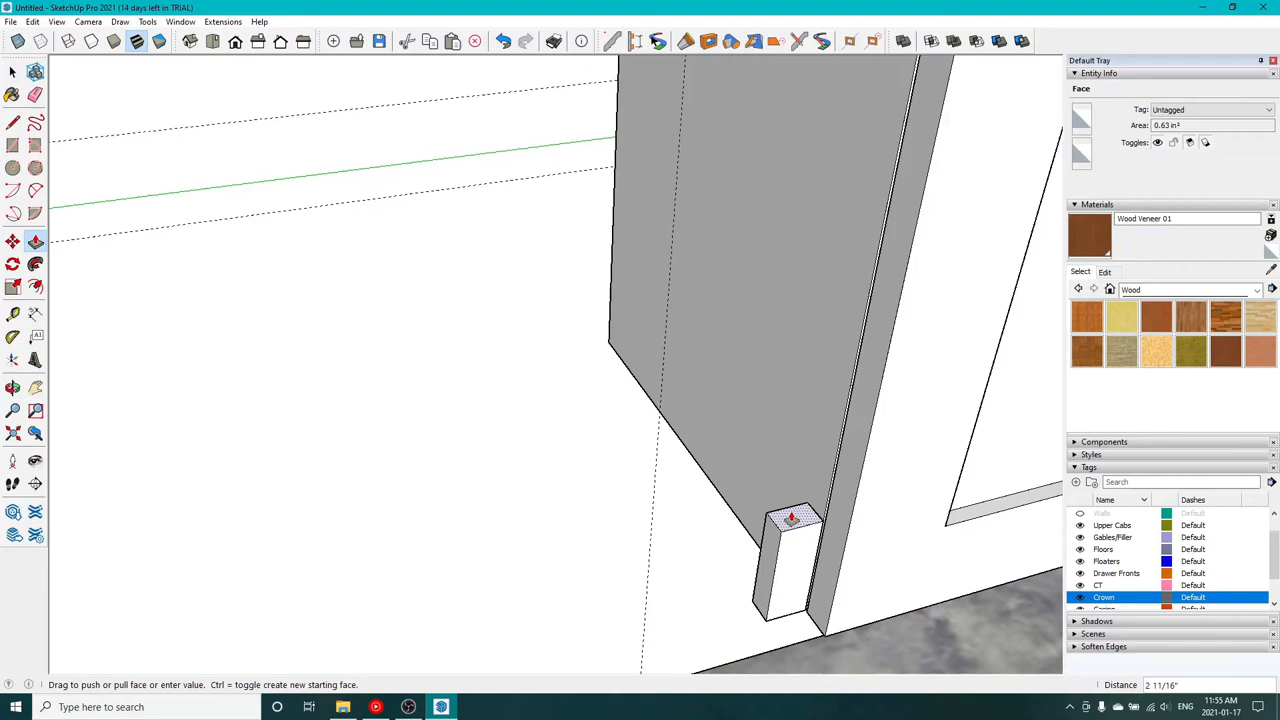 Untitled - SketchUp Pro 2021 (14 days left in TRIAL)
File Edit View Camera Draw Tools Window Extensions Help
Default Tray
Entity Info
Face
Tag: Untagged
Area: 0.63 in²
Toggles:
Materials
Wood Veneer 01
Select Edit
Wood
Components
Styles
Tags
Search
Name Dashes
Walls Default
Upper Cabs Default
Gables/Filler Default
Floors Default
Floaters Default
Drawer Fronts Default
CT Default
Crown Default
Casing Default
Shadows
Scenes
Soften Edges
AI
Drag to push or pull face or enter value. Ctrl = toggle create new starting face.
Distance 2 11/16"
Type here to search
ENG
11:55 AM
2021-01-17